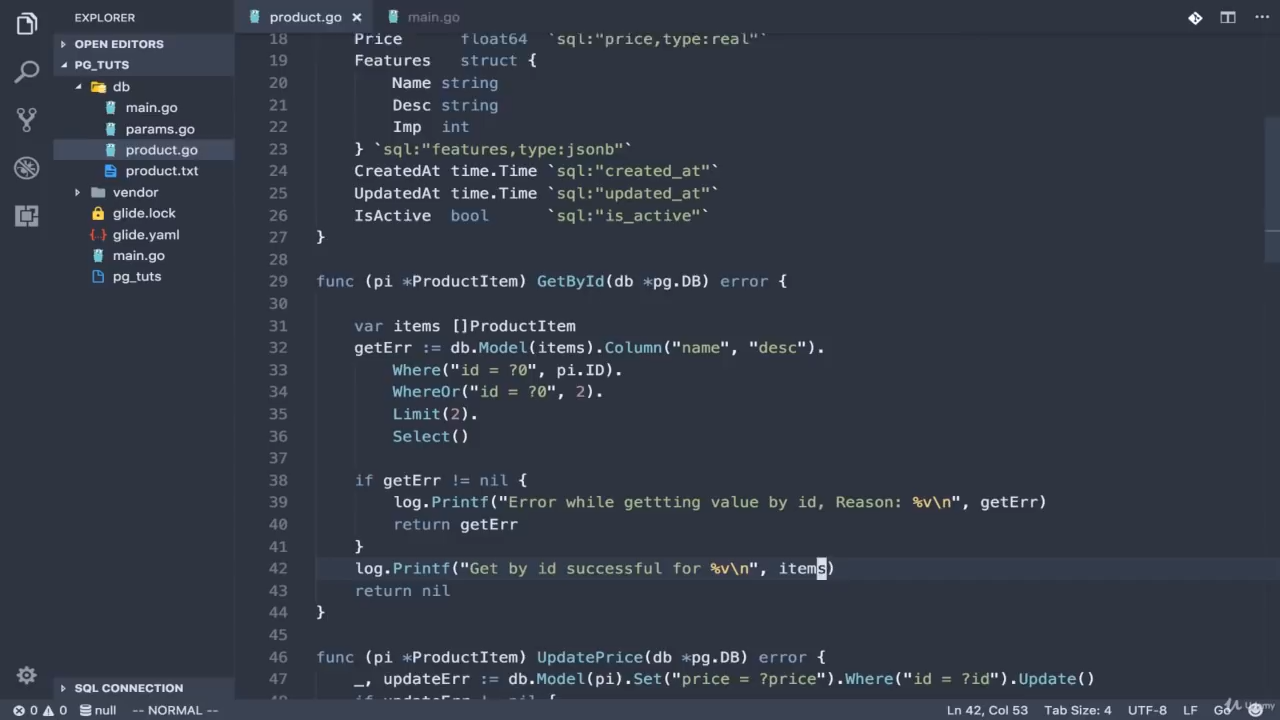 EXPLORER
OPEN EDITORS
PG_TUTS
db
main.go
params.go
product.go
product.txt
vendor
glide.lock
glide.yaml
main.go
pg_tuts
SQL CONNECTION
product.go × main.go
18 Price float64 `sql:"price,type:real"`
19 Features struct {
20 Name string
21 Desc string
22 Imp int
23 } `sql:"features,type:jsonb"`
24 CreatedAt time.Time `sql:"created_at"`
25 UpdatedAt time.Time `sql:"updated_at"`
26 IsActive bool `sql:"is_active"`
27 }
28
29 func (pi *ProductItem) GetById(db *pg.DB) error {
30
31 var items []ProductItem
32 getErr := db.Model(items).Column("name", "desc").
33 Where("id = ?0", pi.ID).
34 WhereOr("id = ?0", 2).
35 Limit(2).
36 Select()
37
38 if getErr != nil {
39 log.Printf("Error while gettting value by id, Reason: %v\n", getErr)
40 return getErr
41 }
42 log.Printf("Get by id successful for %v\n", items)
43 return nil
44 }
45
46 func (pi *ProductItem) UpdatePrice(db *pg.DB) error {
47 _, updateErr := db.Model(pi).Set("price = ?price").Where("id = ?id").Update()
48 if updateErr != nil {
0 0 null -- NORMAL -- Ln 42, Col 53 Tab Size: 4 UTF-8 LF Go
Udemy